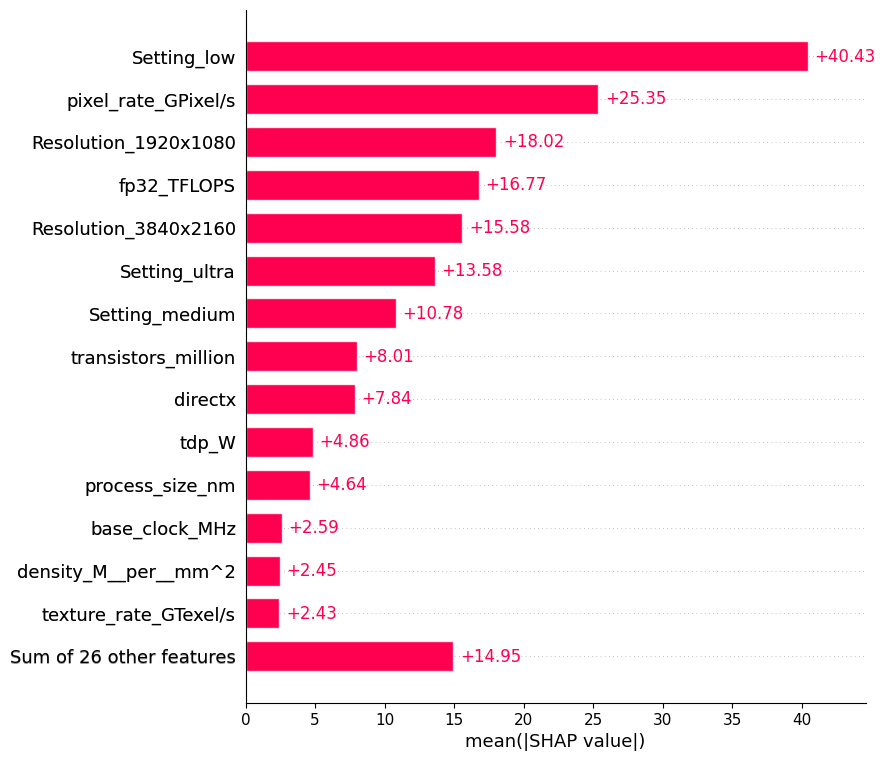 Setting_low +40.43
pixel_rate_GPixel/s +25.35
Resolution_1920x1080 +18.02
fp32_TFLOPS +16.77
Resolution_3840x2160 +15.58
Setting_ultra +13.58
Setting_medium +10.78
transistors_million +8.01
directx +7.84
tdp_W +4.86
process_size_nm +4.64
base_clock_MHz +2.59
density_M__per__mm^2 +2.45
texture_rate_GTexel/s +2.43
Sum of 26 other features +14.95
0 5 10 15 20 25 30 35 40
mean(|SHAP value|)